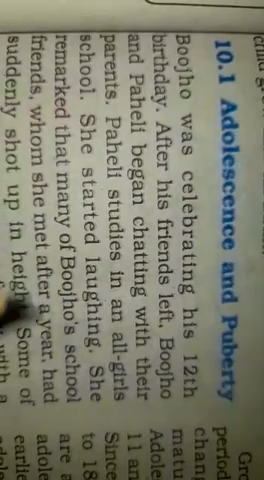 10.1 Adolescence and Puberty
Boojho was celebrating his 12th
birthday. After his friends left, Boojho
and Paheli began chatting with their
parents. Paheli studies in an all-girls
school. She started laughing. She
remarked that many of Boojho's school
friends, whom she met after a year, had
suddenly shot up in height. Some of
with a
Gro
period
chan
matu
Adole
11 an
Since
to 18
are a
adole
earlie